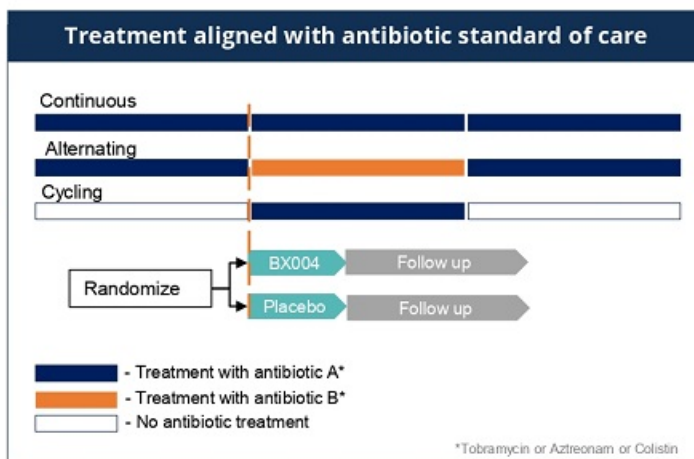 Treatment aligned with antibiotic standard of care
Continuous
Alternating
Cycling
Randomize
BX004
Follow up
Placebo
Follow up
- Treatment with antibiotic A*
- Treatment with antibiotic B*
- No antibiotic treatment
*Tobramycin or Aztreonam or Colistin